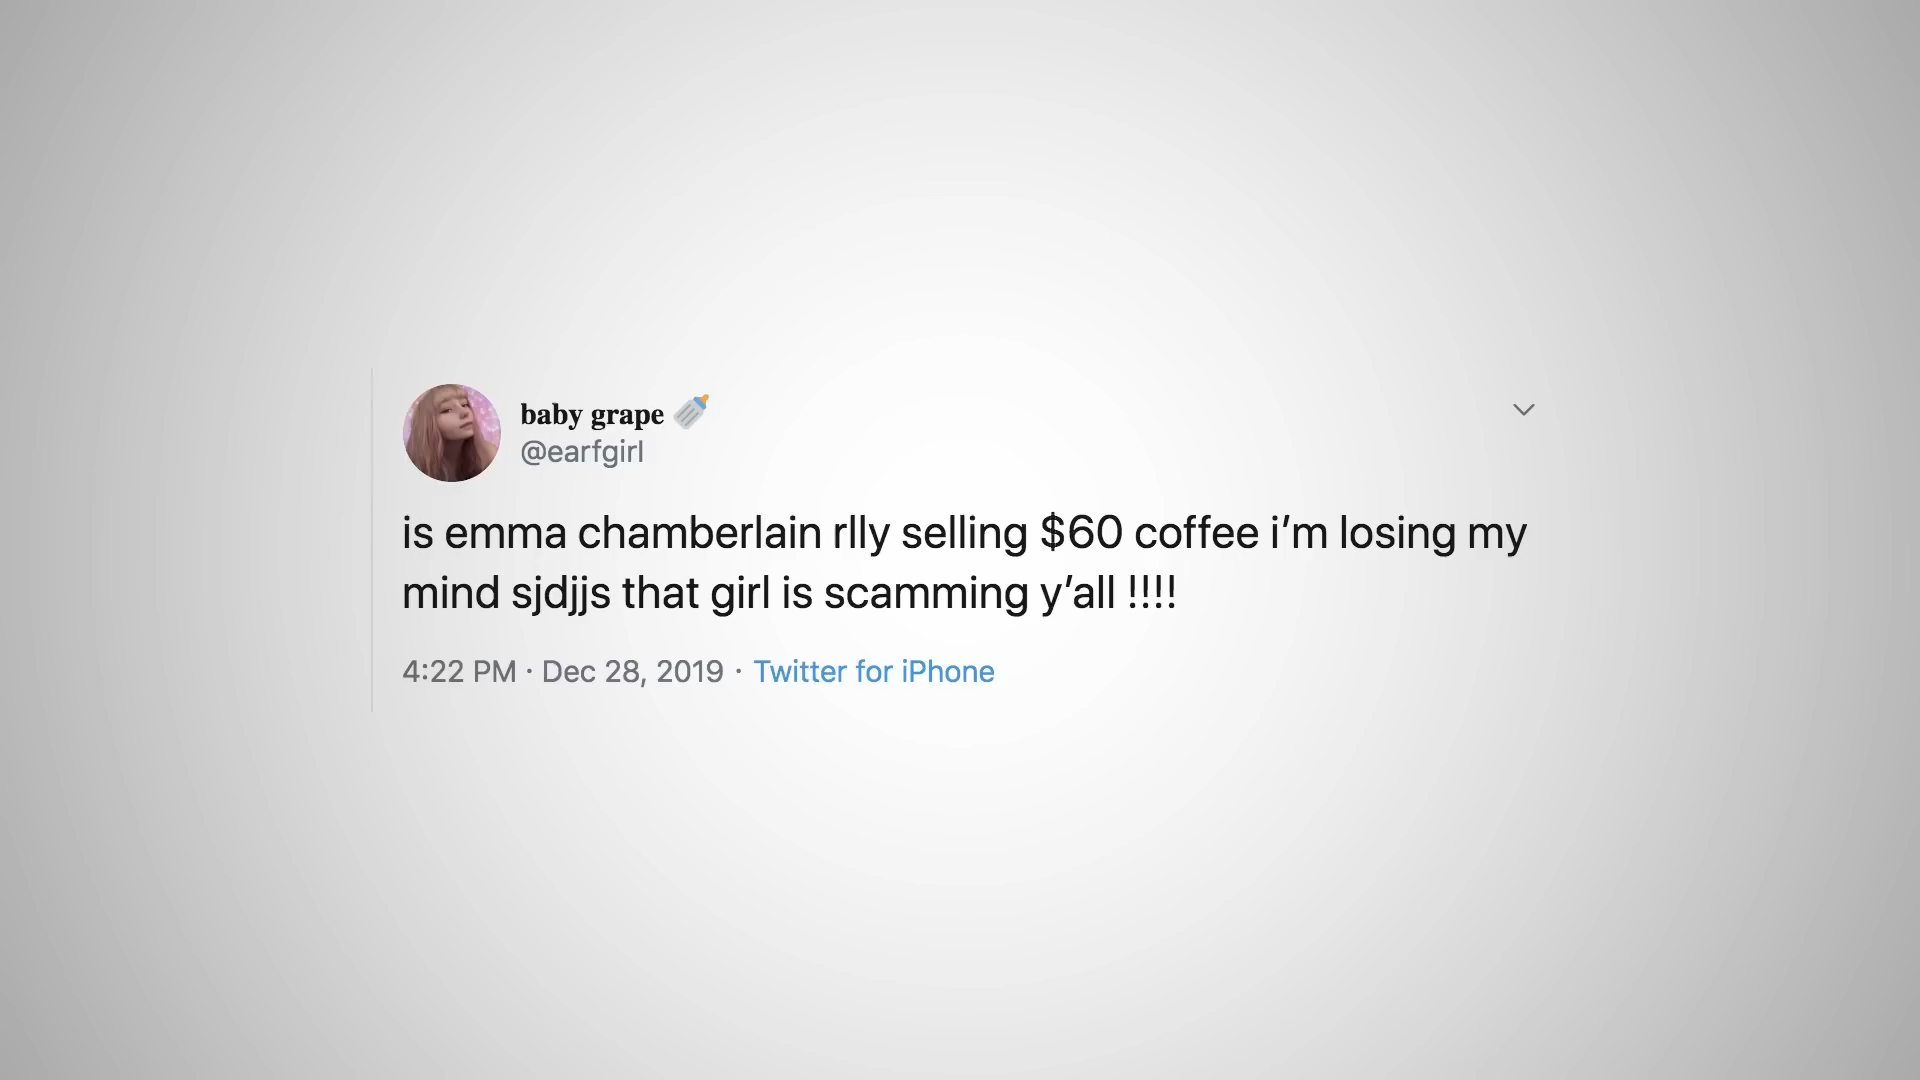 baby grape 🍼
@earfgirl
is emma chamberlain rlly selling $60 coffee i’m losing my
mind sjdjjs that girl is scamming y’all !!!!
4:22 PM · Dec 28, 2019 · Twitter for iPhone